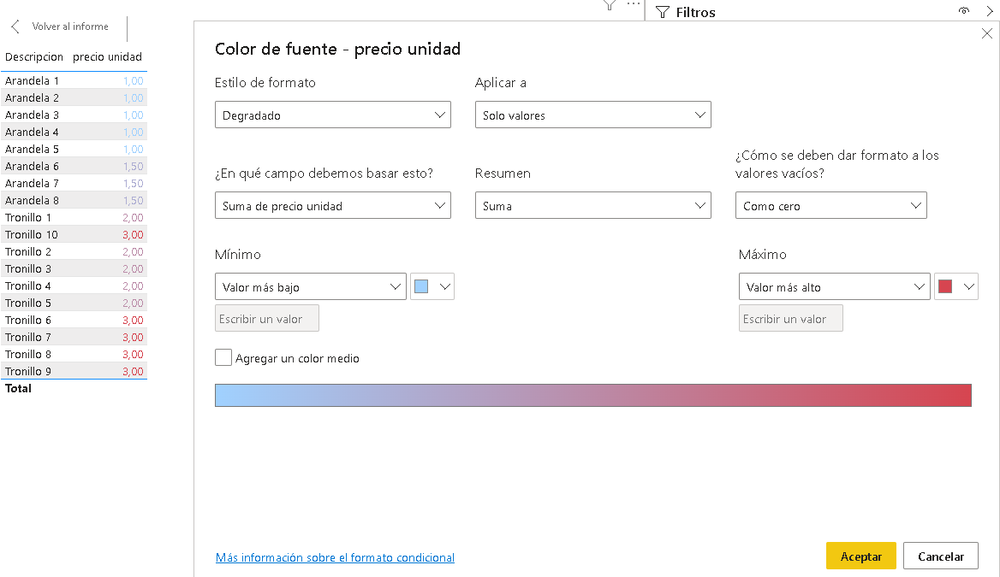 Filtros
Volver al informe
Descripcion precio unidad
Arandela 1 1,00
Arandela 2 1,00
Arandela 3 1,00
Arandela 4 1,00
Arandela 5 1,00
Arandela 6 1,50
Arandela 7 1,50
Arandela 8 1,50
Tronillo 1 2,00
Tronillo 10 3,00
Tronillo 2 2,00
Tronillo 3 2,00
Tronillo 4 2,00
Tronillo 5 2,00
Tronillo 6 3,00
Tronillo 7 3,00
Tronillo 8 3,00
Tronillo 9 3,00
Total
Color de fuente - precio unidad
Estilo de formato Aplicar a
Degradado Solo valores
¿En qué campo debemos basar esto? Resumen ¿Cómo se deben dar formato a los
valores vacíos?
Suma de precio unidad Suma Como cero
Mínimo Máximo
Valor más bajo Valor más alto
Escribir un valor Escribir un valor
Agregar un color medio
Más información sobre el formato condicional
Aceptar Cancelar